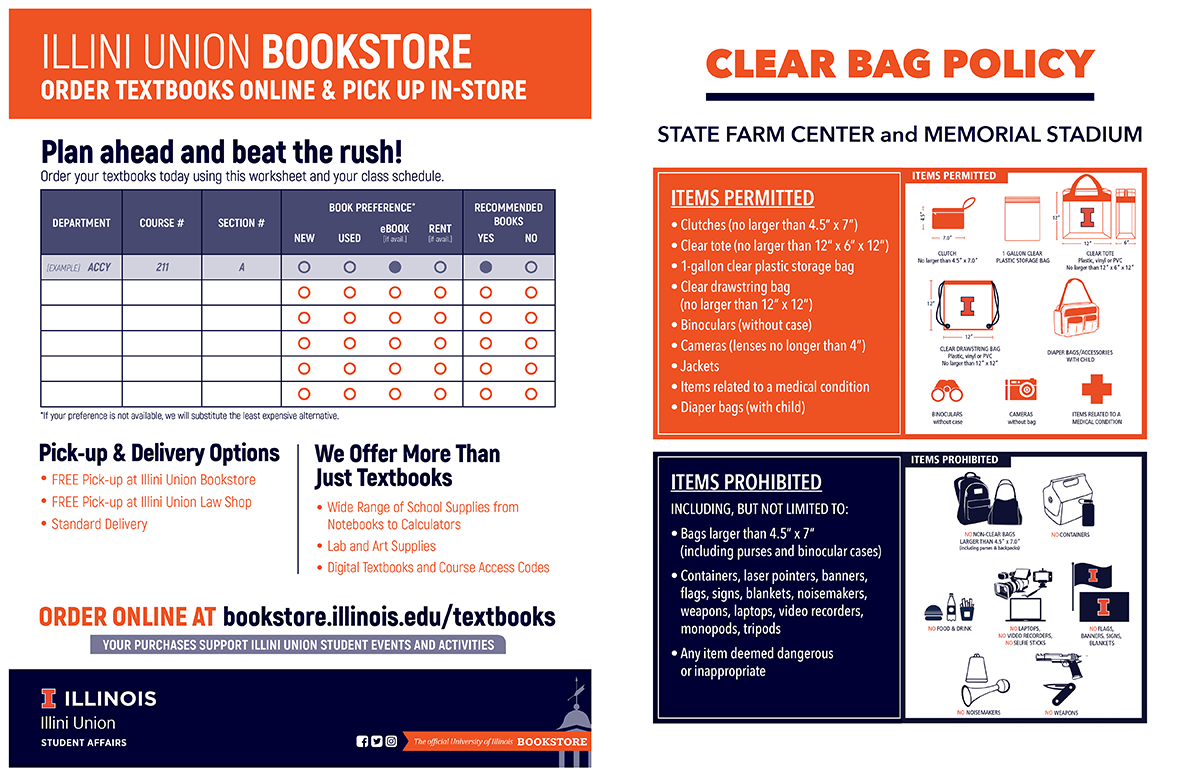 ILLINI UNION BOOKSTORE
ORDER TEXTBOOKS ONLINE & PICK UP IN-STORE
Plan ahead and beat the rush!
Order your textbooks today using this worksheet and your class schedule.
DEPARTMENT COURSE # SECTION # BOOK PREFERENCE* RECOMMENDED BOOKS
NEW USED eBOOK [if avail.] RENT [if avail.] YES NO
[EXAMPLE] ACCY 211 A
*If your preference is not available, we will substitute the least expensive alternative.
Pick-up & Delivery Options
• FREE Pick-up at Illini Union Bookstore
• FREE Pick-up at Illini Union Law Shop
• Standard Delivery
We Offer More Than
Just Textbooks
• Wide Range of School Supplies from
Notebooks to Calculators
• Lab and Art Supplies
• Digital Textbooks and Course Access Codes
ORDER ONLINE AT bookstore.illinois.edu/textbooks
YOUR PURCHASES SUPPORT ILLINI UNION STUDENT EVENTS AND ACTIVITIES
I ILLINOIS
Illini Union
STUDENT AFFAIRS
The official University of Illinois BOOKSTORE
CLEAR BAG POLICY
STATE FARM CENTER and MEMORIAL STADIUM
ITEMS PERMITTED
• Clutches (no larger than 4.5” x 7”)
• Clear tote (no larger than 12” x 6” x 12”)
• 1-gallon clear plastic storage bag
• Clear drawstring bag
(no larger than 12” x 12”)
• Binoculars (without case)
• Cameras (lenses no longer than 4”)
• Jackets
• Items related to a medical condition
• Diaper bags (with child)
ITEMS PERMITTED
4.5"
7.0"
CLUTCH
No larger than 4.5" x 7.0"
1 GALLON CLEAR
PLASTIC STORAGE BAG
12"
I
12" 6"
CLEAR TOTE
Plastic, vinyl or PVC
No larger than 12" x 6" x 12"
12"
I
12"
CLEAR DRAWSTRING BAG
Plastic, vinyl or PVC
No larger 12" x 12"
DIAPER BAGS/ACCESSORIES
WITH CHILD
BINOCULARS
without case
CAMERAS
without bag
ITEMS RELATED TO A
MEDICAL CONDITION
ITEMS PROHIBITED
INCLUDING, BUT NOT LIMITED TO:
• Bags larger than 4.5” x 7”
(including purses and binocular cases)
• Containers, laser pointers, banners,
flags, signs, blankets, noisemakers,
weapons, laptops, video recorders,
monopods, tripods
• Any item deemed dangerous
or inappropriate
ITEMS PROHIBITED
NO NON-CLEAR BAGS
LARGER THAN 4.5" x 7.0"
(including purses & backpacks)
NO CONTAINERS
NO FOOD & DRINK
NO LAPTOPS,
NO VIDEO RECORDERS,
NO SELFIE STICKS
I
I
NO FLAGS,
BANNERS, SIGNS,
BLANKETS
NO NOISEMAKERS
NO WEAPONS